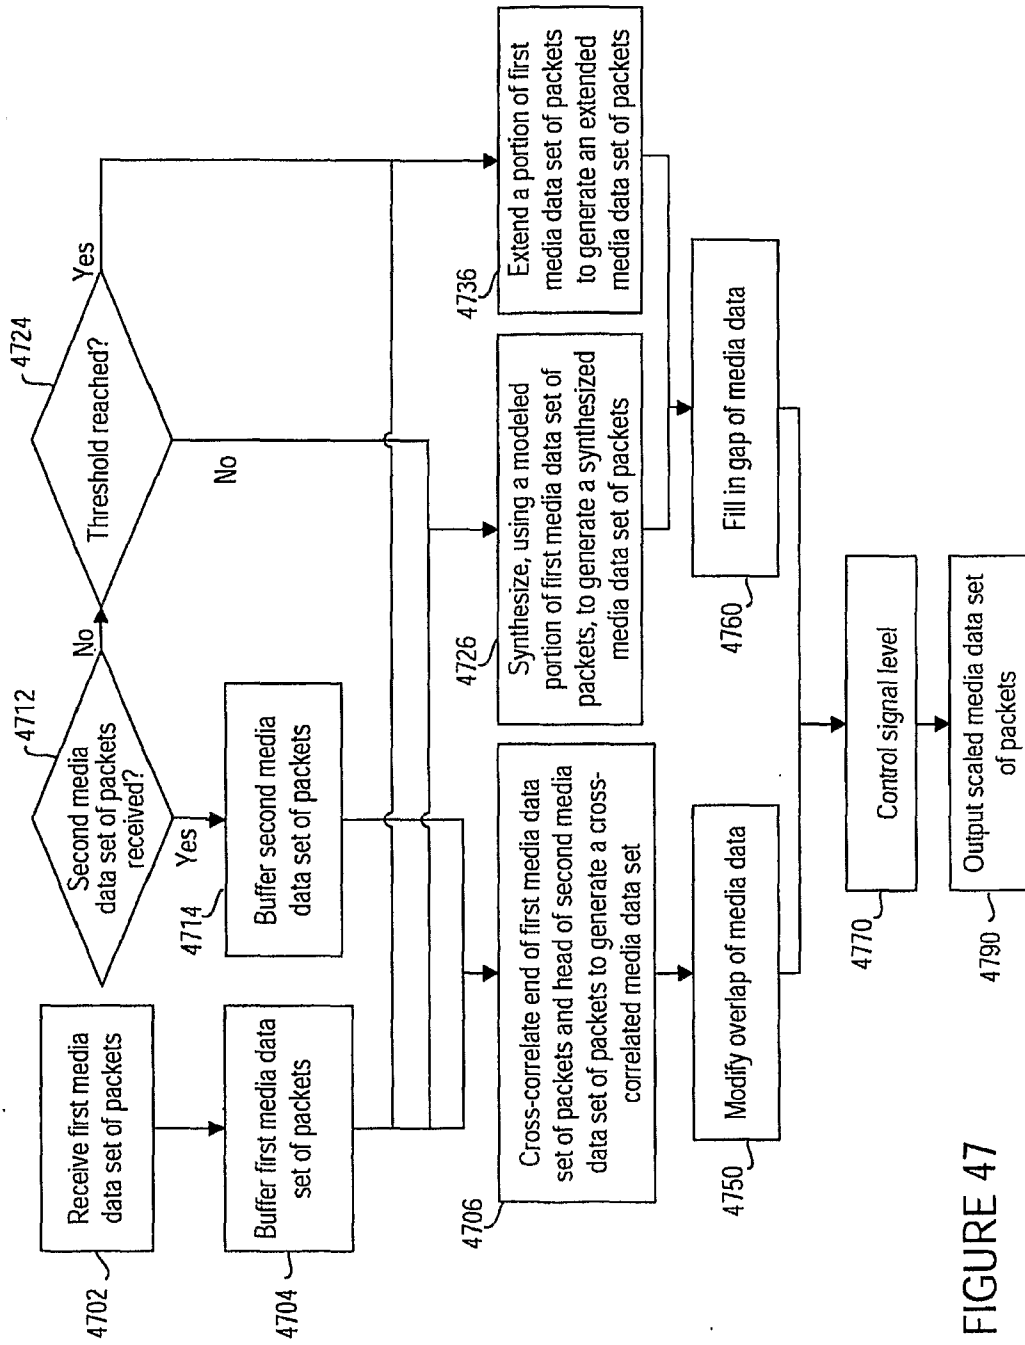 4702
Receive first media
data set of packets
4704
Buffer first media data
set of packets
4712
Second media
data set of packets
received?
Yes
No
4714
Buffer second media
data set of packets
4724
Threshold reached?
Yes
No
4706
Cross-correlate end of first media data
set of packets and head of second media
data set of packets to generate a cross-
correlated media data set
4726
Synthesize, using a modeled
portion of first media data set of
packets, to generate a synthesized
media data set of packets
4736
Extend a portion of first
media data set of packets
to generate an extended
media data set of packets
4750
Modify overlap of media data
4760
Fill in gap of media data
4770
Control signal level
4790
Output scaled media data set
of packets
FIGURE 47